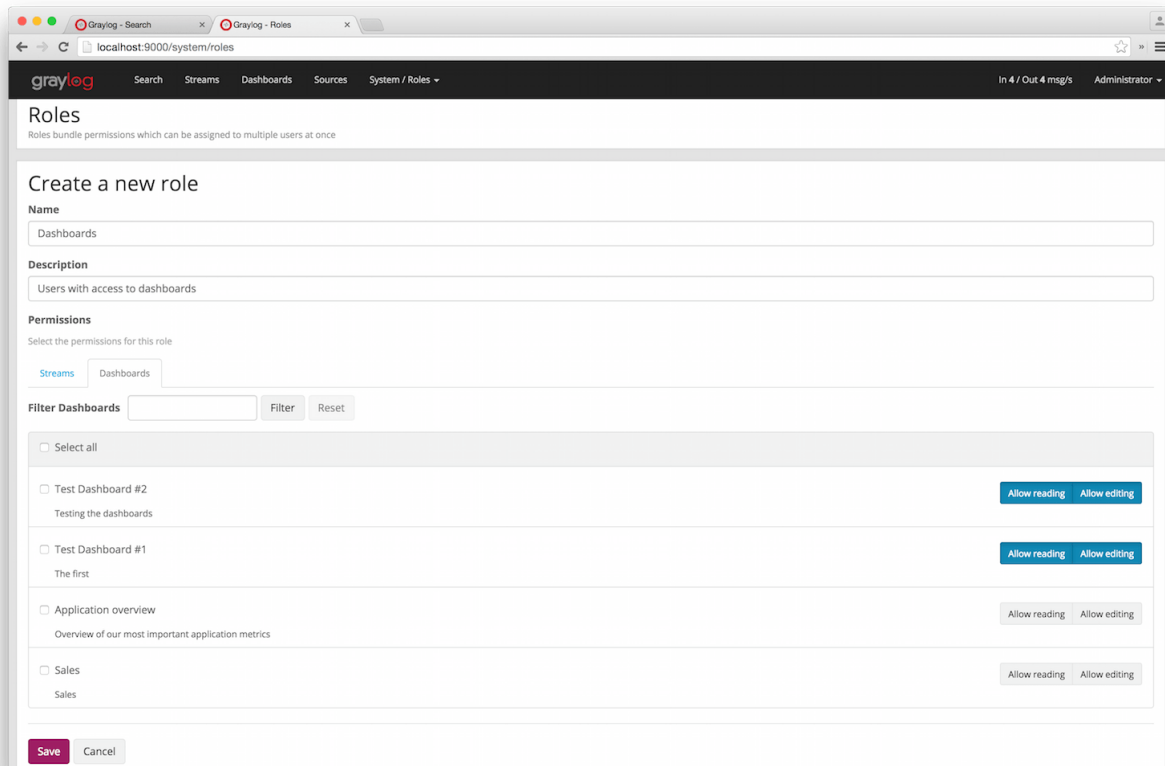 Graylog - Search
Graylog - Roles
localhost:9000/system/roles
graylog Search Streams Dashboards Sources System / Roles In 4 / Out 4 msg/s Administrator
Roles
Roles bundle permissions which can be assigned to multiple users at once
Create a new role
Name
Dashboards
Description
Users with access to dashboards
Permissions
Select the permissions for this role
Streams Dashboards
Filter Dashboards Filter Reset
Select all
Test Dashboard #2 Allow reading Allow editing
Testing the dashboards
Test Dashboard #1 Allow reading Allow editing
The first
Application overview Allow reading Allow editing
Overview of our most important application metrics
Sales Allow reading Allow editing
Sales
Save Cancel